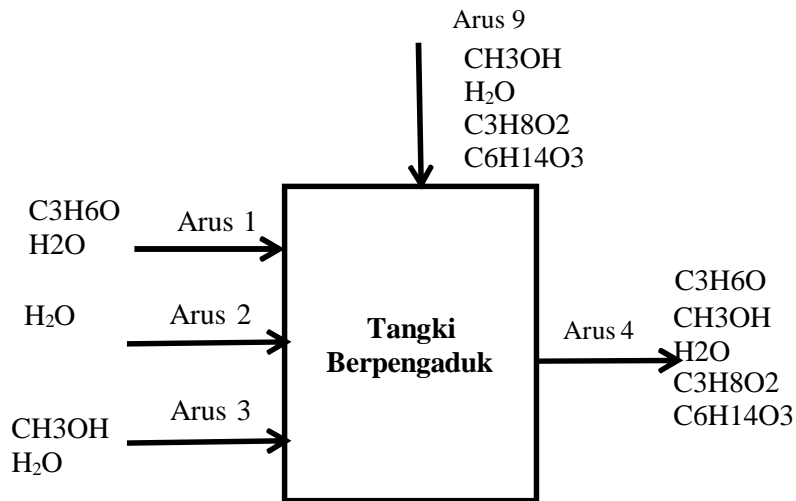 Arus 9
CH3OH
H₂O
C3H8O2
C6H14O3
C3H6O
H2O
Arus 1
H₂O
Arus 2
CH3OH
H₂O
Arus 3
Tangki
Berpengaduk
Arus 4
C3H6O
CH3OH
H2O
C3H8O2
C6H14O3